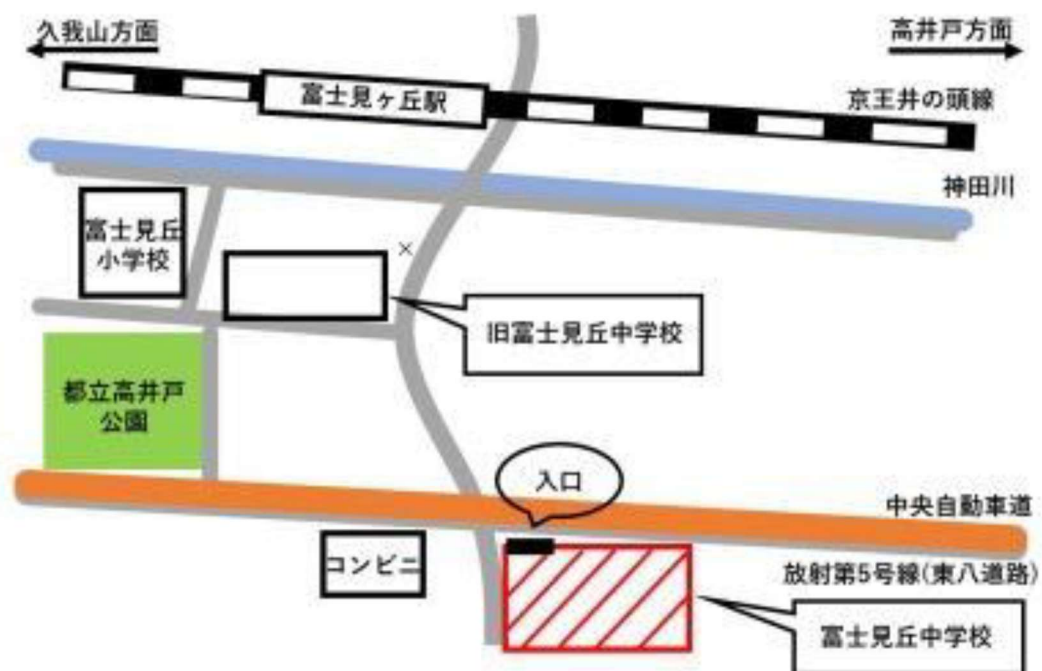 久我山方面
高井戸方面
富士見ヶ丘駅
京王井の頭線
神田川
富士見丘
小学校
×
旧富士見丘中学校
都立高井戸
公園
入口
中央自動車道
コンビニ
放射第5号線(東八道路)
富士見丘中学校